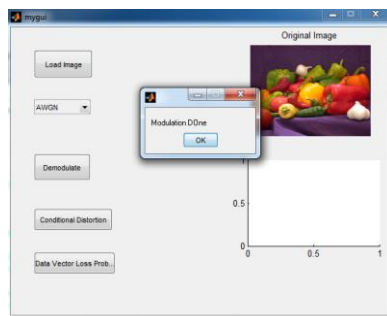 mygui
Original Image
Load Image
AWGN
Modulation D0ne
OK
Demodulate
1
0.5
0
0
0.5
1
Conditional Distortion
Data Vector Loss Prob...